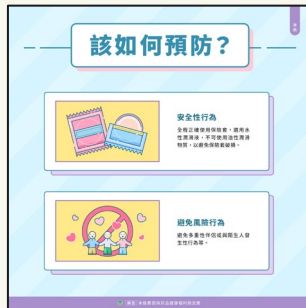 該如何預防？
安全性行為
全程正確使用保險套，選用水
性潤滑液，不可使用油性潤滑
物質，以避免保險套破損。
避免風險行為
避免多重性伴侶或與陌生人發
生性行為等。